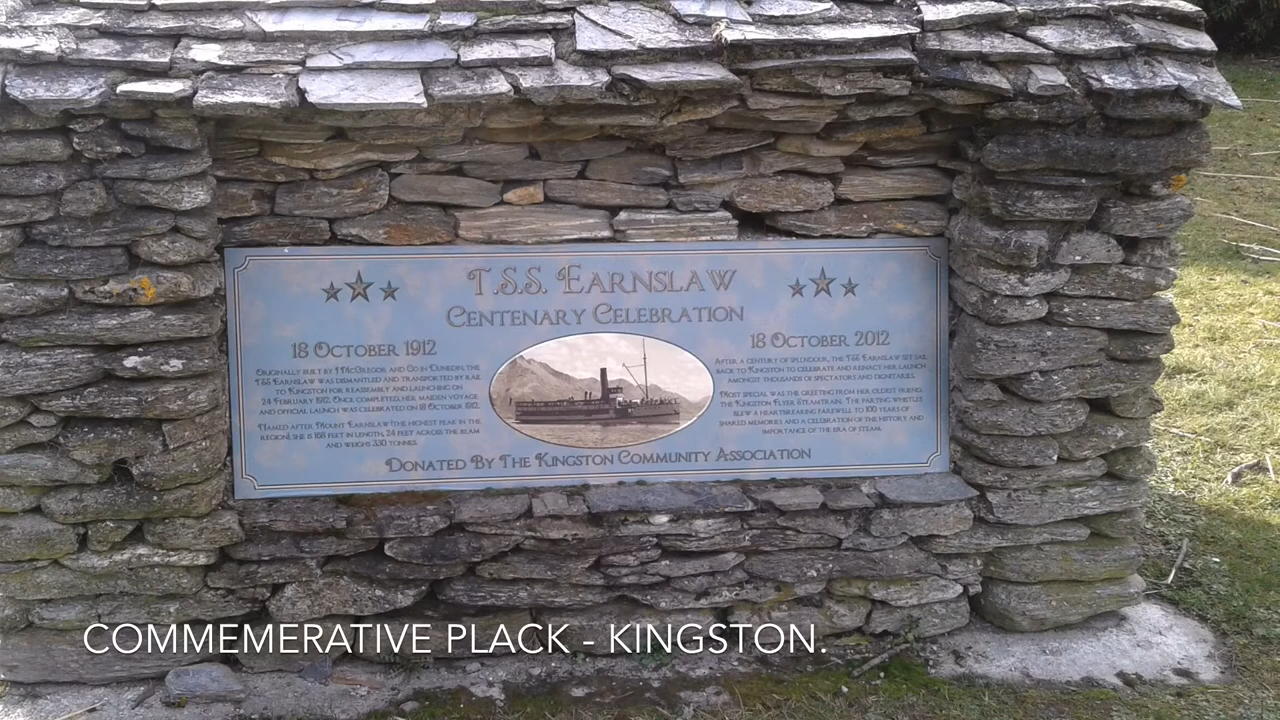 T.S.S. Earnslaw
Centenary Celebration
18 October 1912
Originally built by J McGregor and Co in Dunedin, the
TSS Earnslaw was dismantled and transported by rail
to Kingston for reassembly and launching on
24 February 1912. Once completed, her maiden voyage
and official launch was celebrated on 18 October 1912.
Named after Mount Earnslaw (the highest peak in the
region), she is 168 feet in length, 24 feet across the beam
and weighs 330 tonnes.
18 October 2012
After a century of splendour, the TSS Earnslaw set sail
back to Kingston to celebrate and reenact her launch
amongst thousands of spectators and dignitaries.
Most special was the greeting from her oldest friend,
the Kingston Flyer Steamtrain. The parting whistles
blew a heartbreaking farewell to 100 years of
shared memories and a celebration of the history and
importance of the era of steam.
Donated By The Kingston Community Association
COMMEMERATIVE PLACK - KINGSTON.